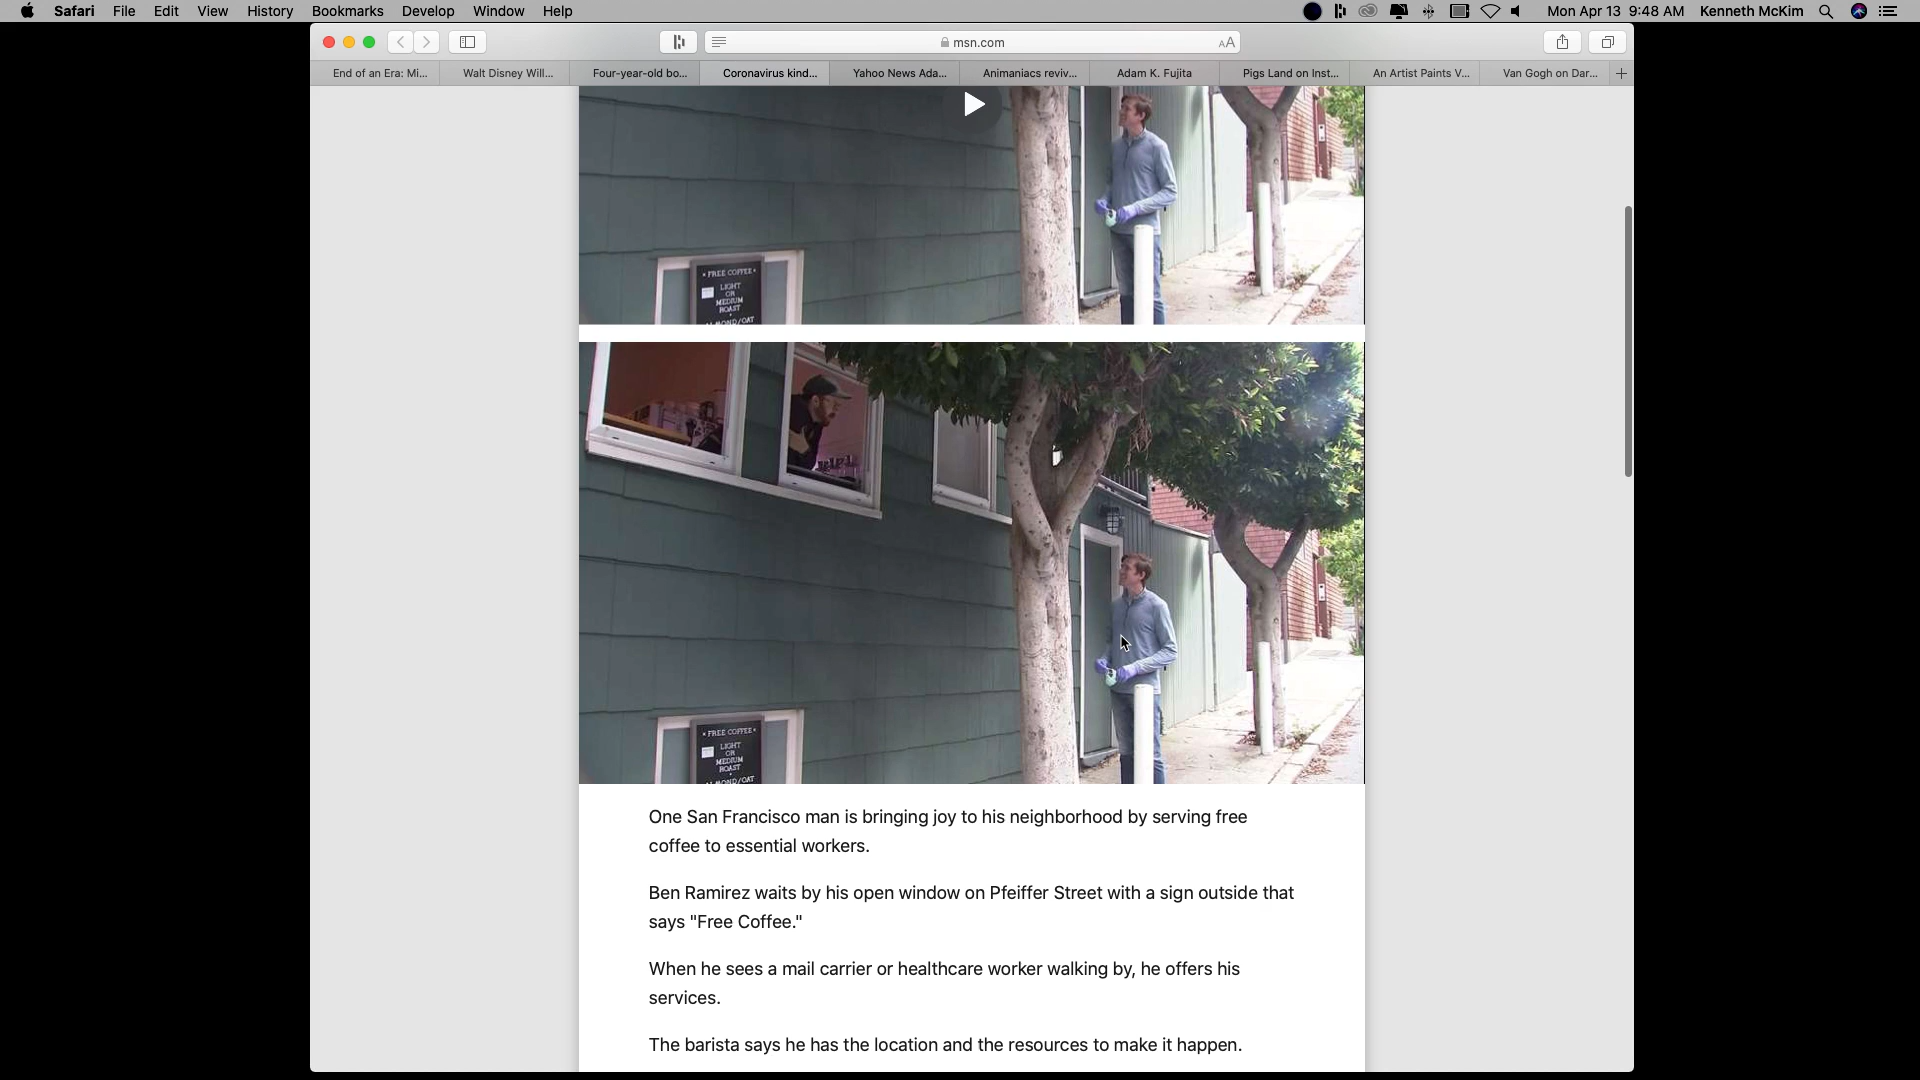 Safari File Edit View History Bookmarks Develop Window Help Mon Apr 13 9:48 AM Kenneth McKim
msn.com AA
End of an Era: Mi... Walt Disney Will... Four-year-old bo... Coronavirus kind... Yahoo News Ada... Animaniacs reviv... Adam K. Fujita Pigs Land on Inst... An Artist Paints V... Van Gogh on Dar...
• FREE COFFEE •
LIGHT
OR
MEDIUM
ROAST
•
ALMOND/OAT
• FREE COFFEE •
LIGHT
OR
MEDIUM
ROAST
•
ALMOND/OAT
One San Francisco man is bringing joy to his neighborhood by serving free
coffee to essential workers.
Ben Ramirez waits by his open window on Pfeiffer Street with a sign outside that
says "Free Coffee."
When he sees a mail carrier or healthcare worker walking by, he offers his
services.
The barista says he has the location and the resources to make it happen.